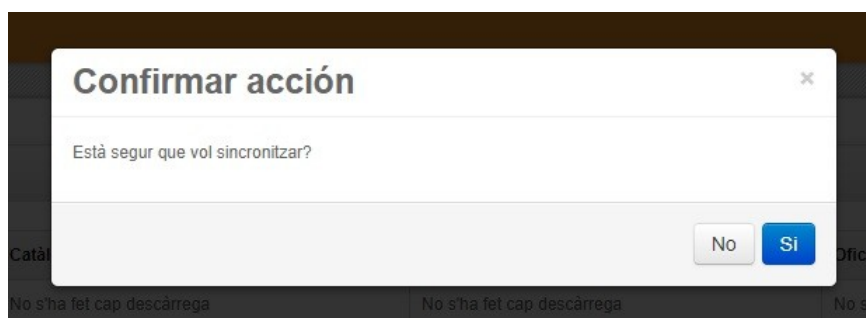 Confirmar acción
×
Està segur que vol sincronitzar?
No
Si
No s'ha fet cap descàrrega
No s'ha fet cap descàrrega